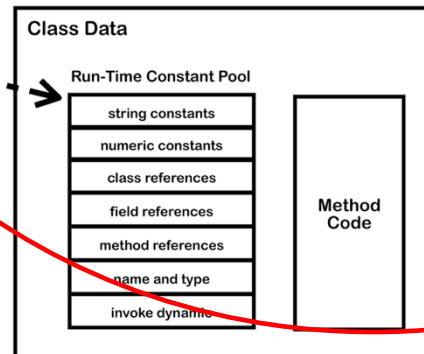 Class Data
Run-Time Constant Pool
string constants
numeric constants
class references
field references
method references
name and type
invoke dynamic
Method
Code